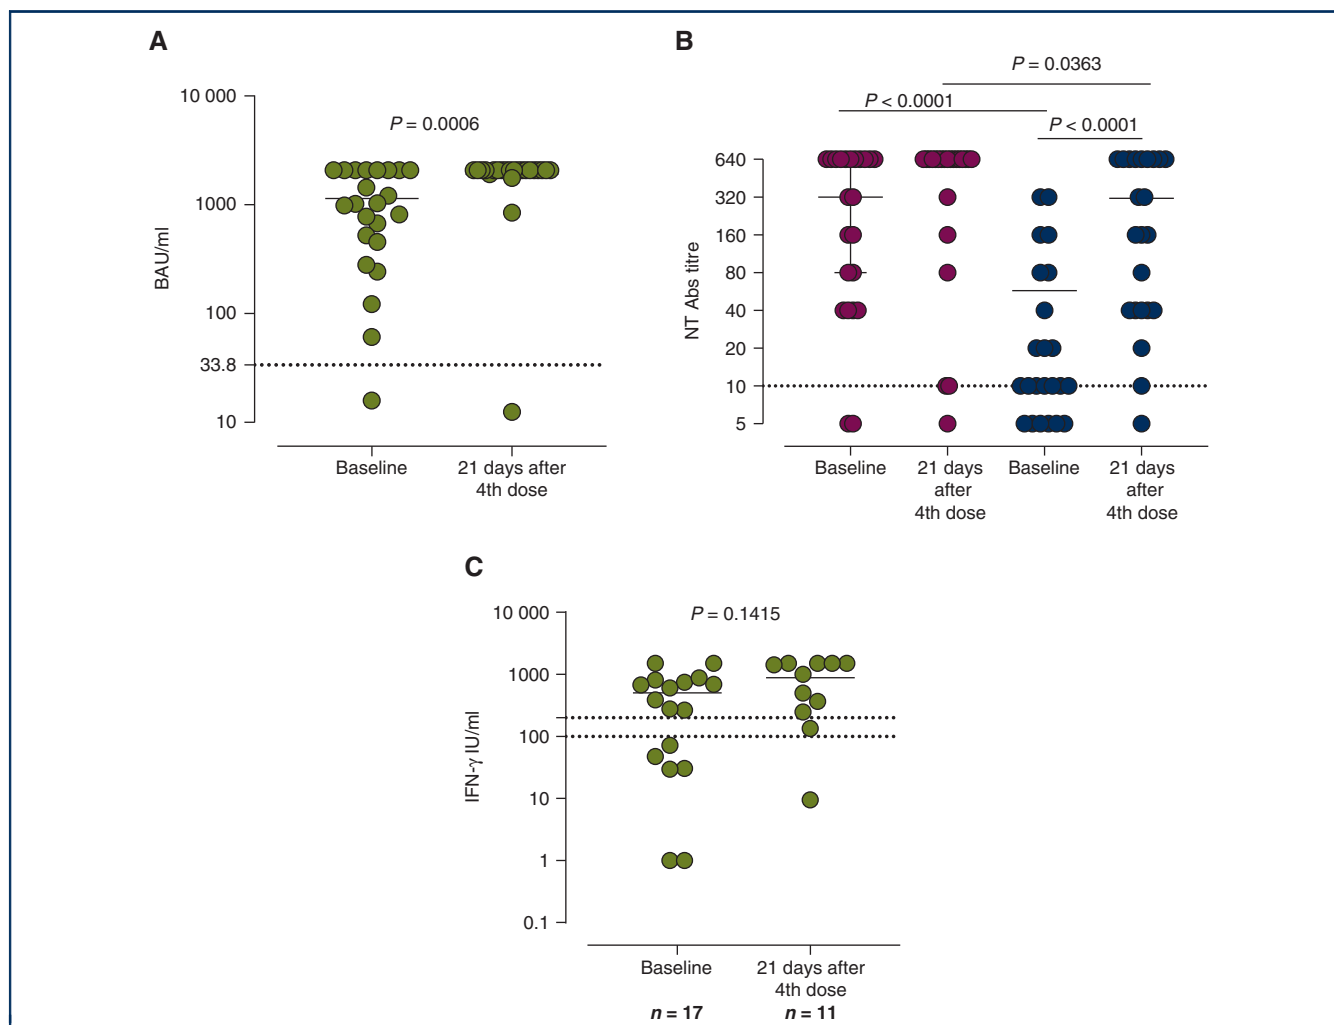 A
P = 0.0006
BAU/ml
10 000
1000
100
33.8
10
Baseline
21 days after
4th dose
B
P = 0.0363
P < 0.0001
P < 0.0001
NT Abs titre
640
320
160
80
40
20
10
5
Baseline
21 days
after
4th dose
Baseline
21 days
after
4th dose
C
P = 0.1415
IFN-γ IU/ml
10 000
1000
100
10
1
0.1
Baseline
21 days after
4th dose
n = 17
n = 11